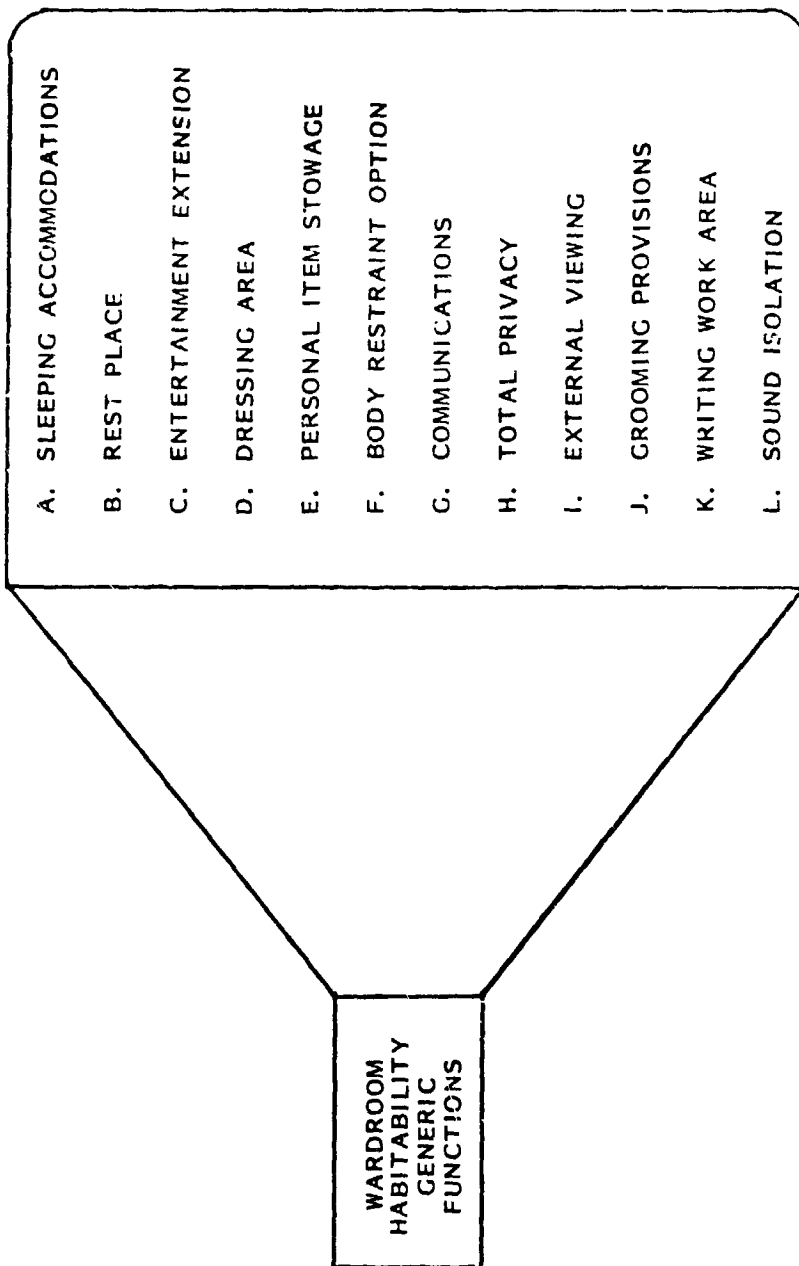 WARDROOM
HABITABILITY
GENERIC
FUNCTIONS
A. SLEEPING ACCOMMODATIONS
B. REST PLACE
C. ENTERTAINMENT EXTENSION
D. DRESSING AREA
E. PERSONAL ITEM STOWAGE
F. BODY RESTRAINT OPTION
G. COMMUNICATIONS
H. TOTAL PRIVACY
I. EXTERNAL VIEWING
J. GROOMING PROVISIONS
K. WRITING WORK AREA
L. SOUND ISOLATION